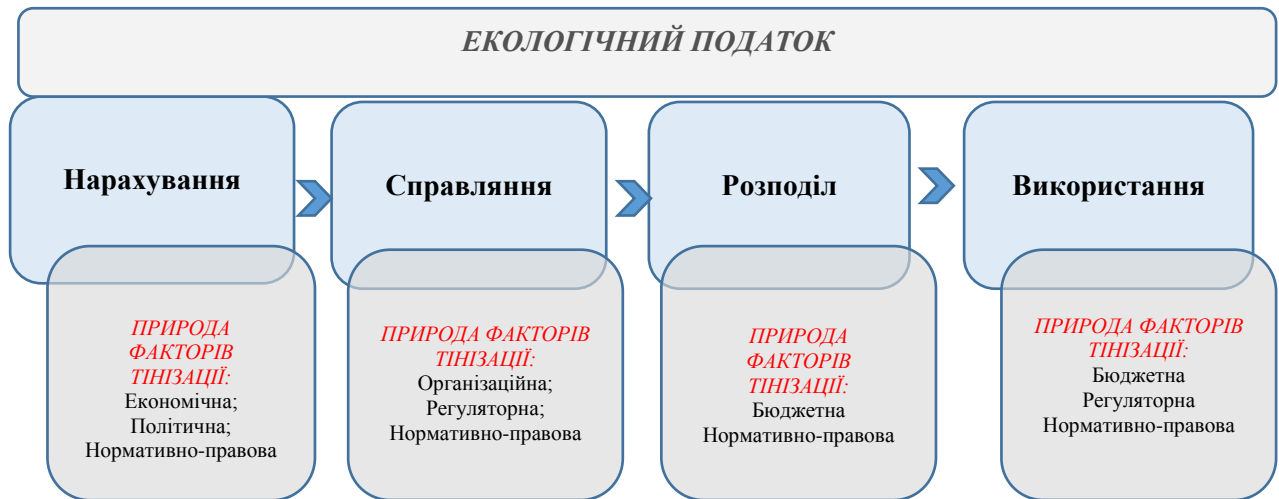 ЕКОЛОГІЧНИЙ ПОДАТОК
Нарахування
Справляння
Розподіл
Використання
ПРИРОДА
ФАКТОРІВ
ТІНІЗАЦІЇ:
Економічна;
Політична;
Нормативно-правова
ПРИРОДА ФАКТОРІВ
ТІНІЗАЦІЇ:
Організаційна;
Регуляторна;
Нормативно-правова
ПРИРОДА
ФАКТОРІВ
ТІНІЗАЦІЇ:
Бюджетна
Нормативно-правова
ПРИРОДА ФАКТОРІВ
ТІНІЗАЦІЇ:
Бюджетна
Регуляторна
Нормативно-правова